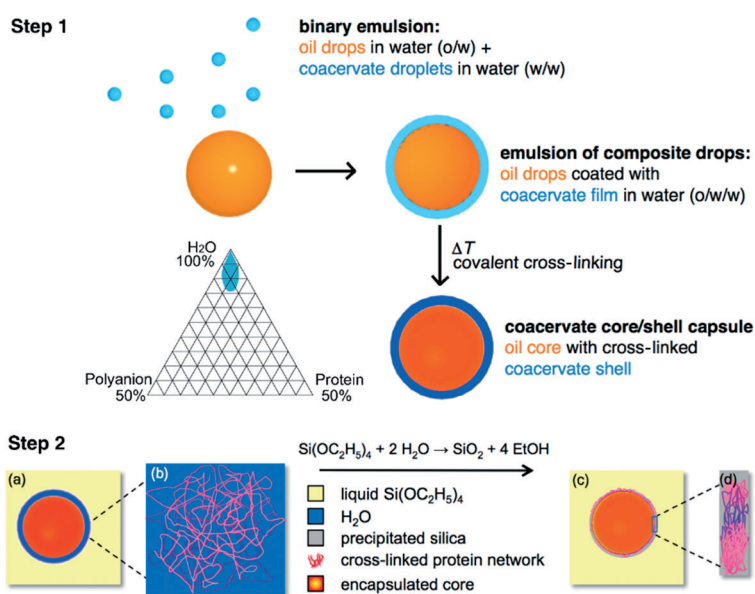 Step 1
binary emulsion:
oil drops in water (o/w) +
coacervate droplets in water (w/w)
emulsion of composite drops:
oil drops coated with
coacervate film in water (o/w/w)
ΔT
covalent cross-linking
H₂O
100%
Polyanion
50%
Protein
50%
coacervate core/shell capsule
oil core with cross-linked
coacervate shell
Step 2
Si(OC₂H₅)₄ + 2 H₂O → SiO₂ + 4 EtOH
(a)
(b)
liquid Si(OC₂H₅)₄
H₂O
precipitated silica
cross-linked protein network
encapsulated core
(c)
(d)